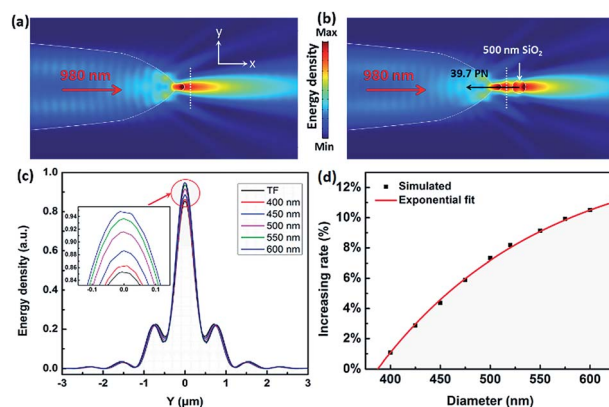 (a)
y
x
980 nm
Max
Energy density
Min
(b)
500 nm SiO₂
39.7 PN
980 nm
(c)
Energy density (a.u.)
1.0
0.8
0.6
0.4
0.2
0.0
0.94
0.92
0.90
0.88
0.86
0.84
-0.1 0.0 0.1
TF
400 nm
450 nm
500 nm
550 nm
600 nm
-3 -2 -1 0 1 2 3
Y (μm)
(d)
Increasing rate (%)
12%
10%
8%
6%
4%
2%
0%
Simulated
Exponential fit
400 450 500 550 600
Diameter (nm)